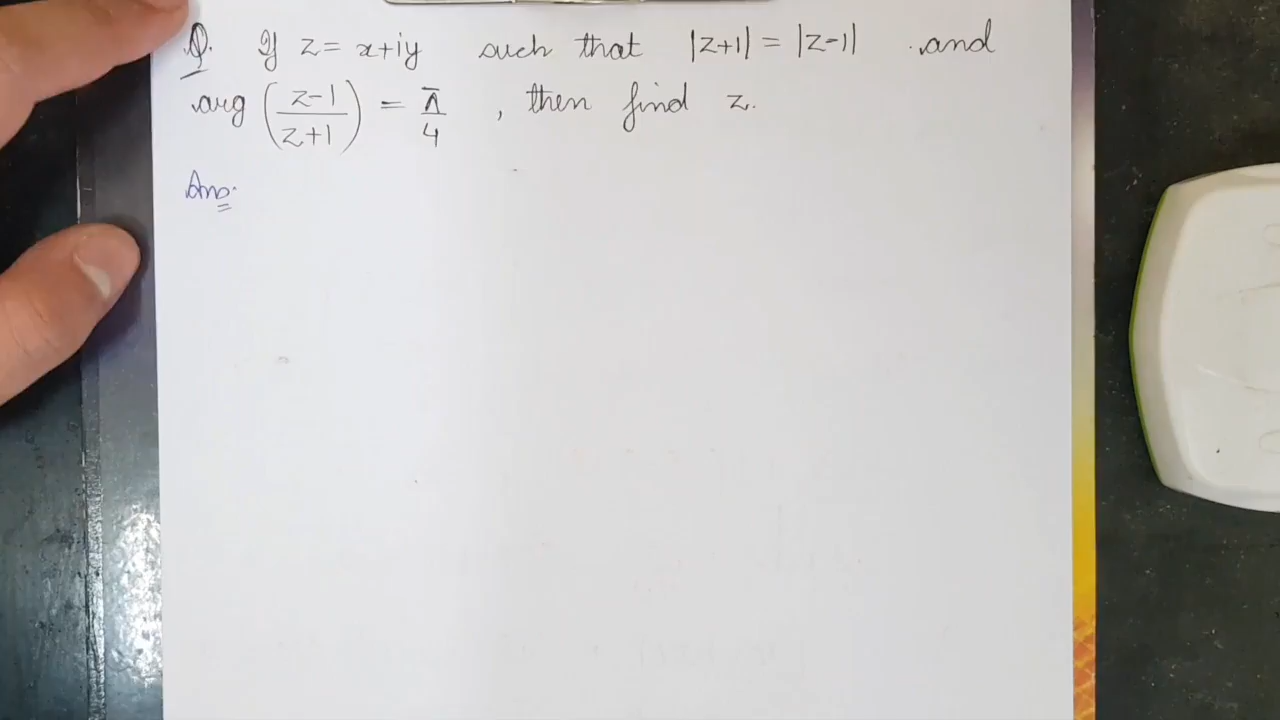 Q. If z = x+iy such that |z+1| = |z-1| and
arg ( (z-1)/(z+1) ) = π/4 , then find z.
Ans.